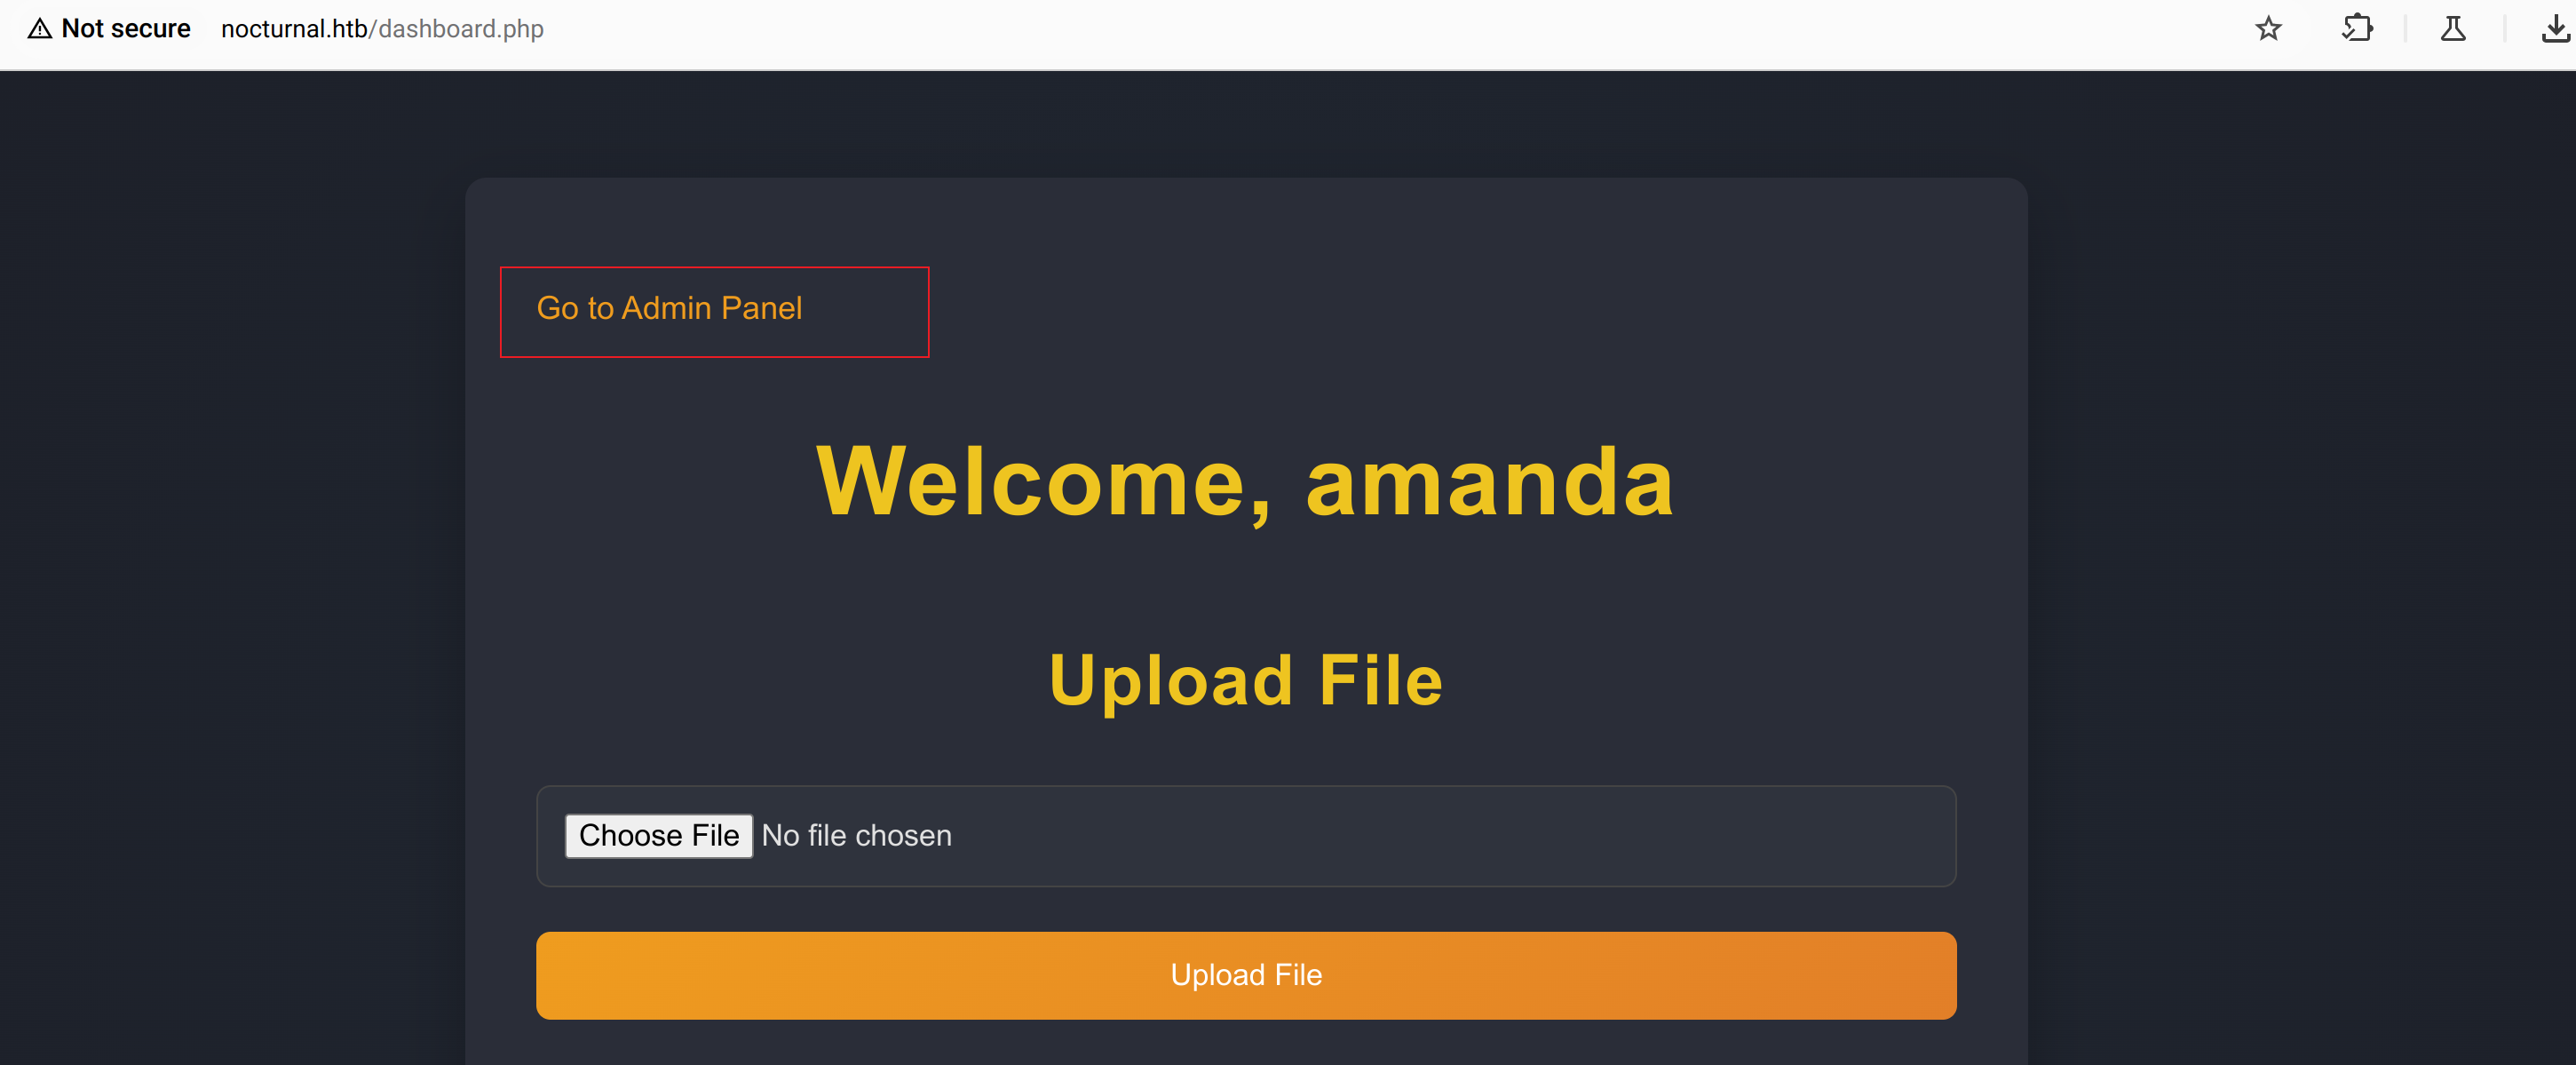 Not secure nocturnal.htb/dashboard.php
Go to Admin Panel
Welcome, amanda
Upload File
Choose File No file chosen
Upload File